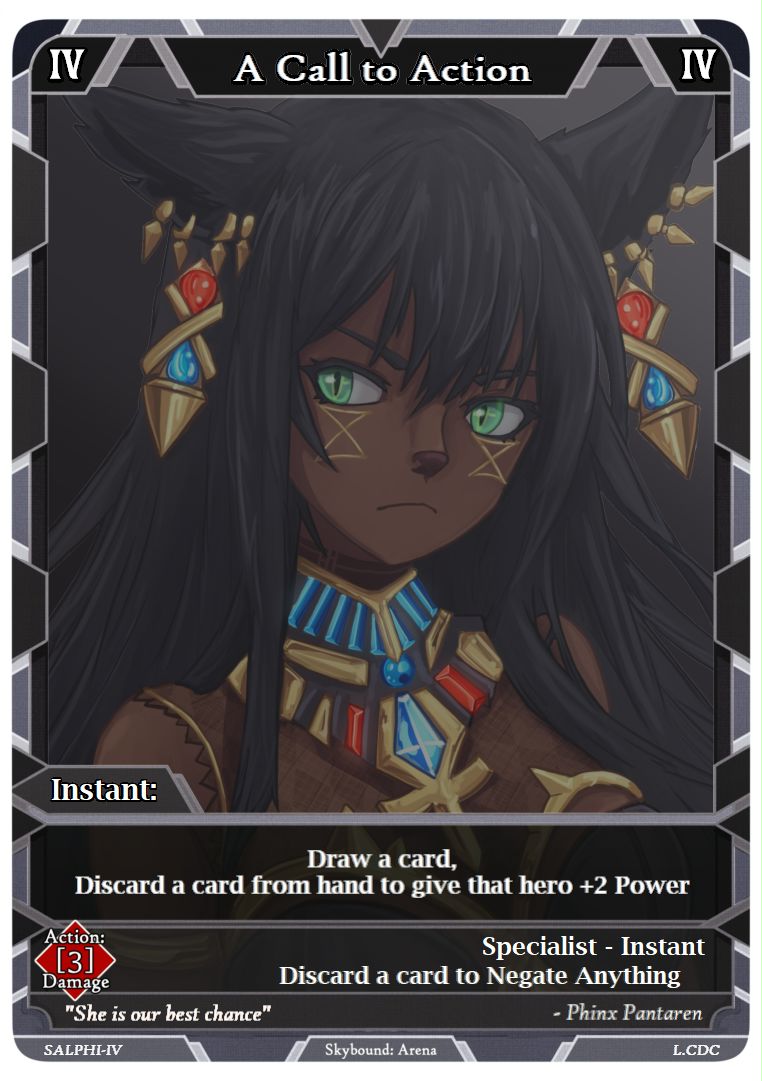 IV A Call to Action IV
Instant:
Draw a card,
Discard a card from hand to give that hero +2 Power
Action:
[3]
Damage
Specialist - Instant
Discard a card to Negate Anything
"She is our best chance" - Phinx Pantaren
SALPHI-IV Skybound: Arena L.CDC